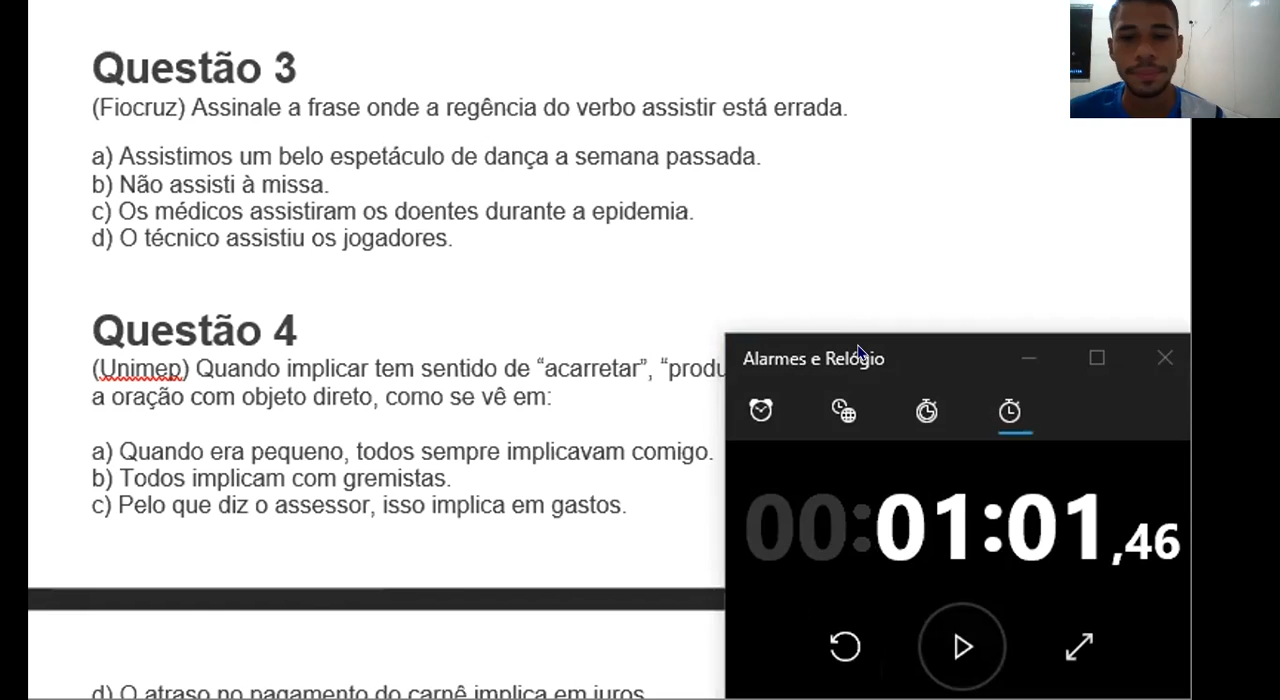 Questão 3
(Fiocruz) Assinale a frase onde a regência do verbo assistir está errada.
a) Assistimos um belo espetáculo de dança a semana passada.
b) Não assisti à missa.
c) Os médicos assistiram os doentes durante a epidemia.
d) O técnico assistiu os jogadores.
Questão 4
(Unimep) Quando implicar tem sentido de “acarretar”, “produ
a oração com objeto direto, como se vê em:
a) Quando era pequeno, todos sempre implicavam comigo.
b) Todos implicam com gremistas.
c) Pelo que diz o assessor, isso implica em gastos.
d) O atraso no pagamento do carnê implica em juros
Alarmes e Relógio
00:01:01,46